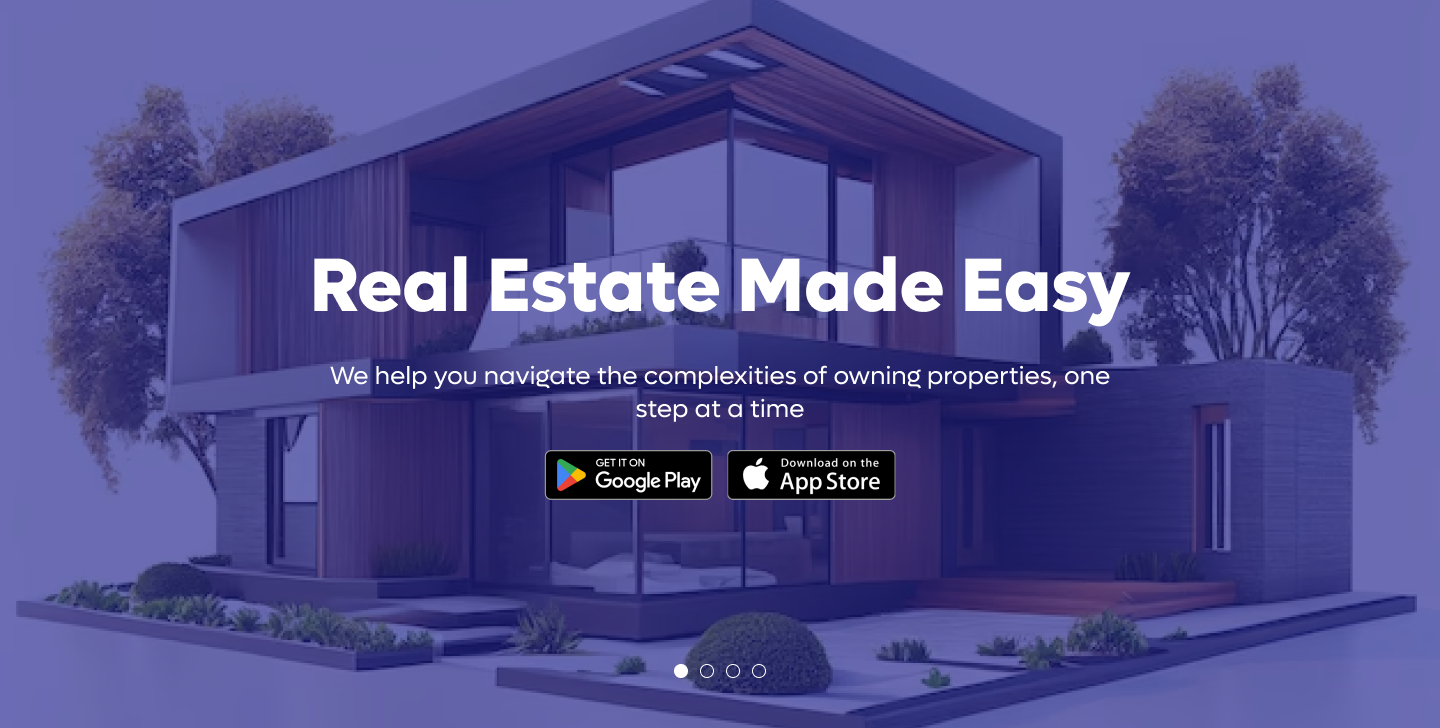 Real Estate Made Easy
We help you navigate the complexities of owning properties, one
step at a time
GET IT ON
Google Play
Download on the
App Store